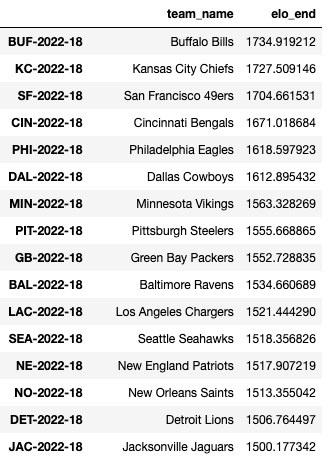 team_name elo_end
BUF-2022-18 Buffalo Bills 1734.919212
KC-2022-18 Kansas City Chiefs 1727.509146
SF-2022-18 San Francisco 49ers 1704.661531
CIN-2022-18 Cincinnati Bengals 1671.018684
PHI-2022-18 Philadelphia Eagles 1618.597923
DAL-2022-18 Dallas Cowboys 1612.895432
MIN-2022-18 Minnesota Vikings 1563.328269
PIT-2022-18 Pittsburgh Steelers 1555.668865
GB-2022-18 Green Bay Packers 1552.728835
BAL-2022-18 Baltimore Ravens 1534.660689
LAC-2022-18 Los Angeles Chargers 1521.444290
SEA-2022-18 Seattle Seahawks 1518.356826
NE-2022-18 New England Patriots 1517.907219
NO-2022-18 New Orleans Saints 1513.355042
DET-2022-18 Detroit Lions 1506.764497
JAC-2022-18 Jacksonville Jaguars 1500.177342